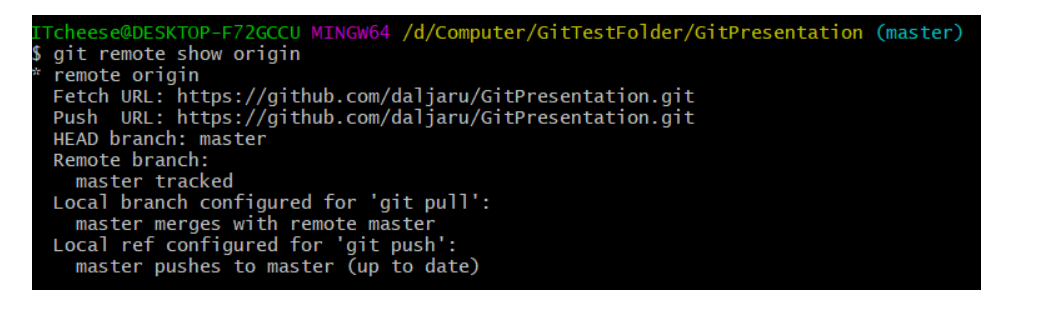 ITcheese@DESKTOP-F72GCCU MINGW64 /d/Computer/GitTestFolder/GitPresentation (master)
$ git remote show origin
* remote origin
  Fetch URL: https://github.com/daljaru/GitPresentation.git
  Push  URL: https://github.com/daljaru/GitPresentation.git
  HEAD branch: master
  Remote branch:
    master tracked
  Local branch configured for 'git pull':
    master merges with remote master
  Local ref configured for 'git push':
    master pushes to master (up to date)